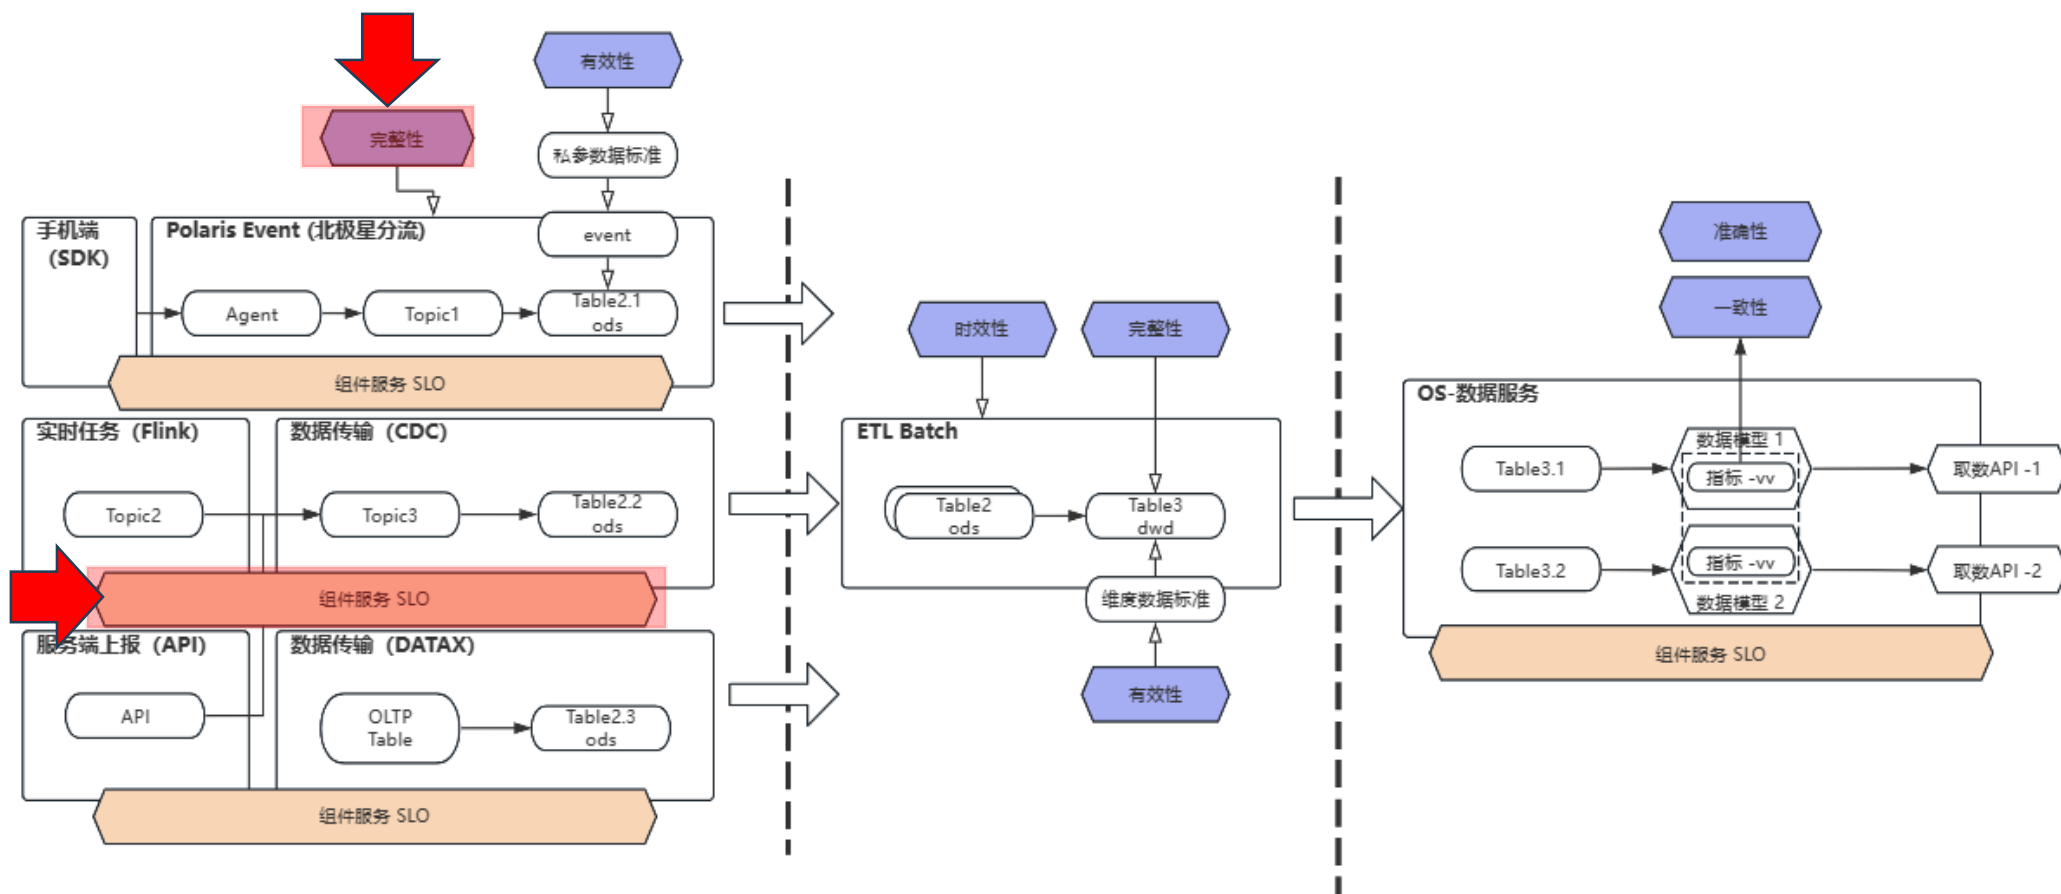 有效性
完整性
私参数据标准
手机端
（SDK）
Polaris Event (北极星分流)
event
Agent
Topic1
Table2.1
ods
组件服务 SLO
实时任务（Flink）
数据传输（CDC）
Topic2
Topic3
Table2.2
ods
组件服务 SLO
服务端上报（API）
数据传输（DATAX）
API
OLTP
Table
Table2.3
ods
组件服务 SLO
时效性
完整性
ETL Batch
Table2
ods
Table3
dwd
维度数据标准
有效性
准确性
一致性
OS-数据服务
Table3.1
数据模型 1
指标 -vv
取数API -1
Table3.2
指标 -vv
数据模型 2
取数API -2
组件服务 SLO